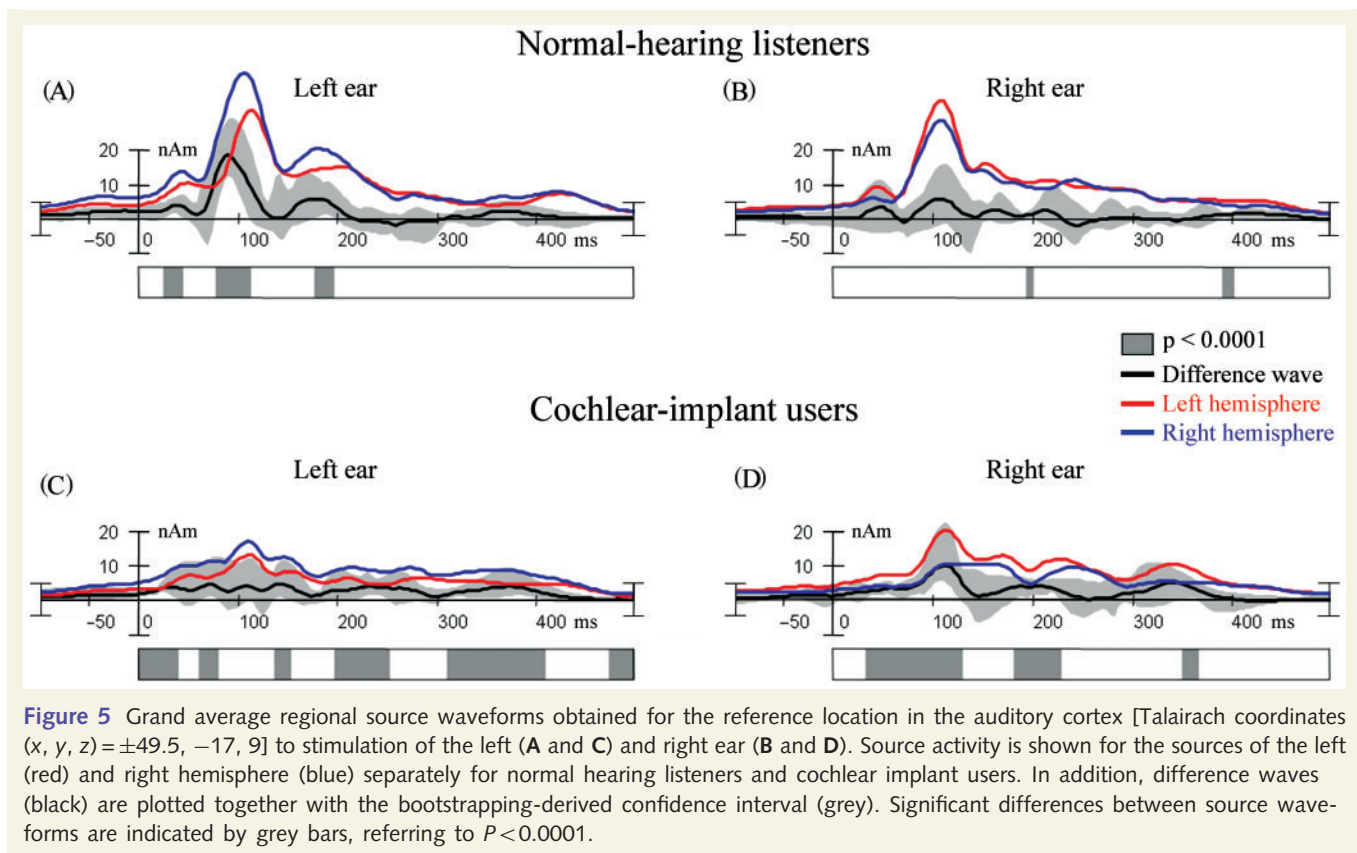 Normal-hearing listeners
(A) Left ear
20 nAm
10
−50 0 100 200 300 400 ms
(B) Right ear
20 nAm
10
−50 0 100 200 300 400 ms
p < 0.0001
Difference wave
Left hemisphere
Right hemisphere
Cochlear-implant users
(C) Left ear
20 nAm
10
−50 0 100 200 300 400 ms
(D) Right ear
20 nAm
10
−50 0 100 200 300 400 ms
Figure 5 Grand average regional source waveforms obtained for the reference location in the auditory cortex [Talairach coordinates
(x, y, z) = ±49.5, −17, 9] to stimulation of the left (A and C) and right ear (B and D). Source activity is shown for the sources of the left
(red) and right hemisphere (blue) separately for normal hearing listeners and cochlear implant users. In addition, difference waves
(black) are plotted together with the bootstrapping-derived confidence interval (grey). Significant differences between source wave-
forms are indicated by grey bars, referring to P<0.0001.